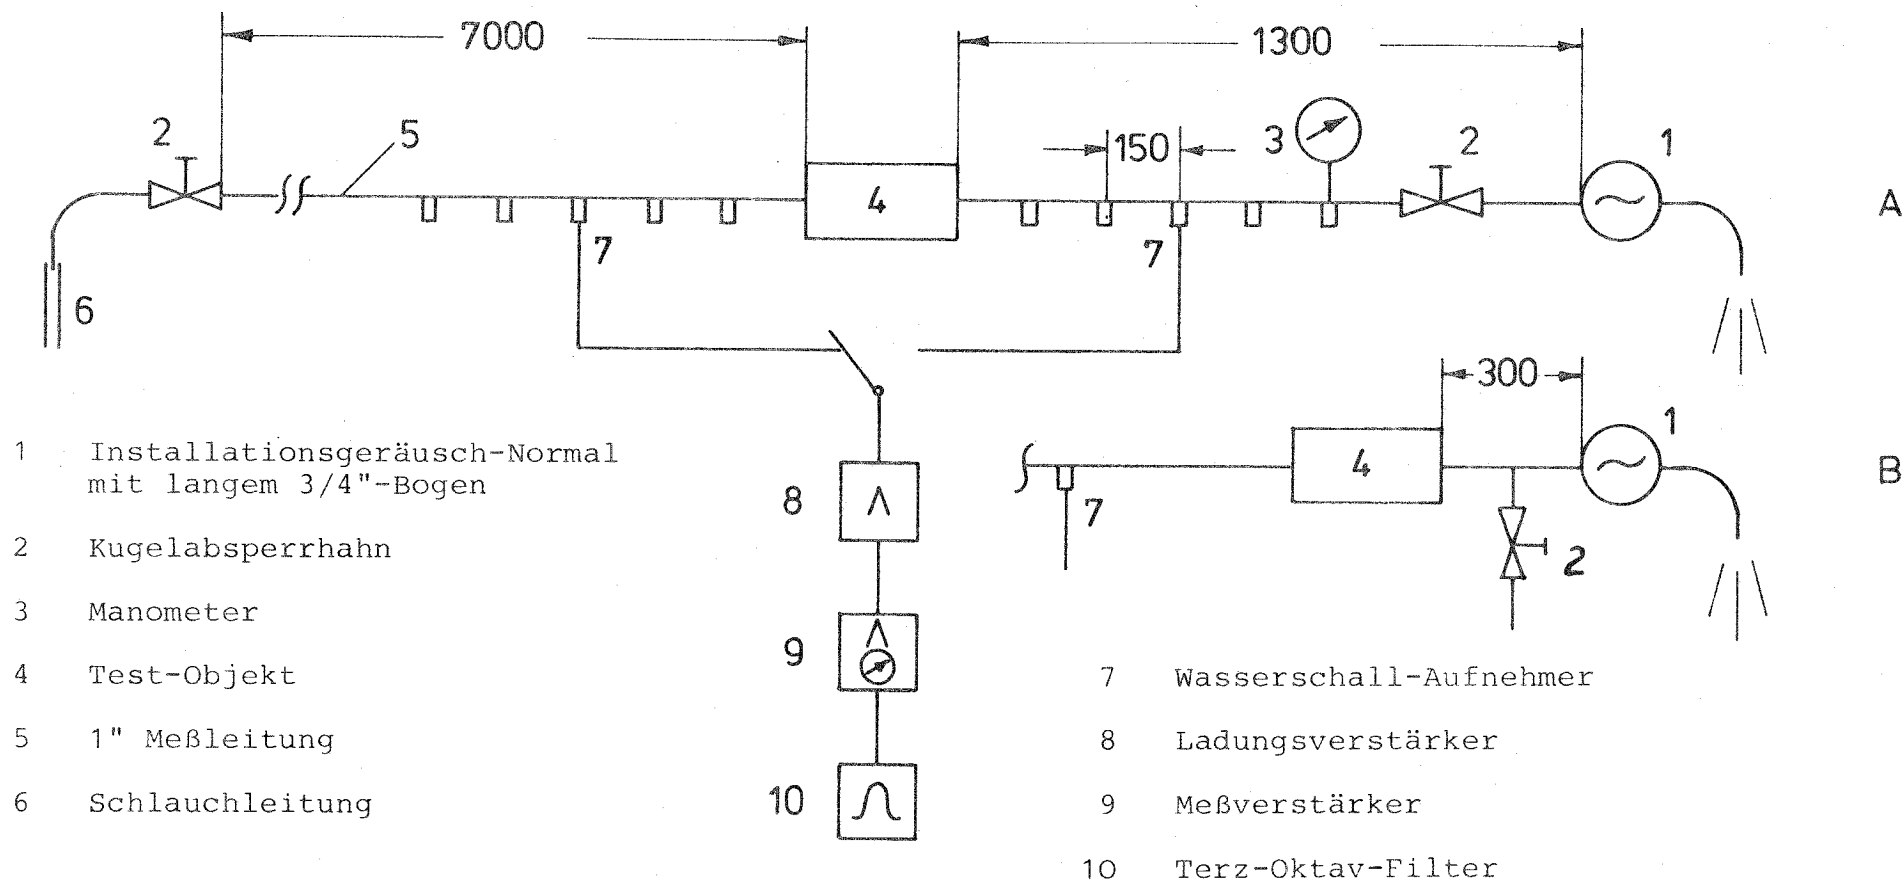 7000
1300
2
5
150
3
2
1
4
A
7
7
6
300
1
4
B
8
7
2
9
10
1 Installationsgeräusch-Normal
mit langem 3/4"-Bogen
2 Kugelabsperrhahn
3 Manometer
4 Test-Objekt
5 1" Meßleitung
6 Schlauchleitung
7 Wasserschall-Aufnehmer
8 Ladungsverstärker
9 Meßverstärker
10 Terz-Oktav-Filter